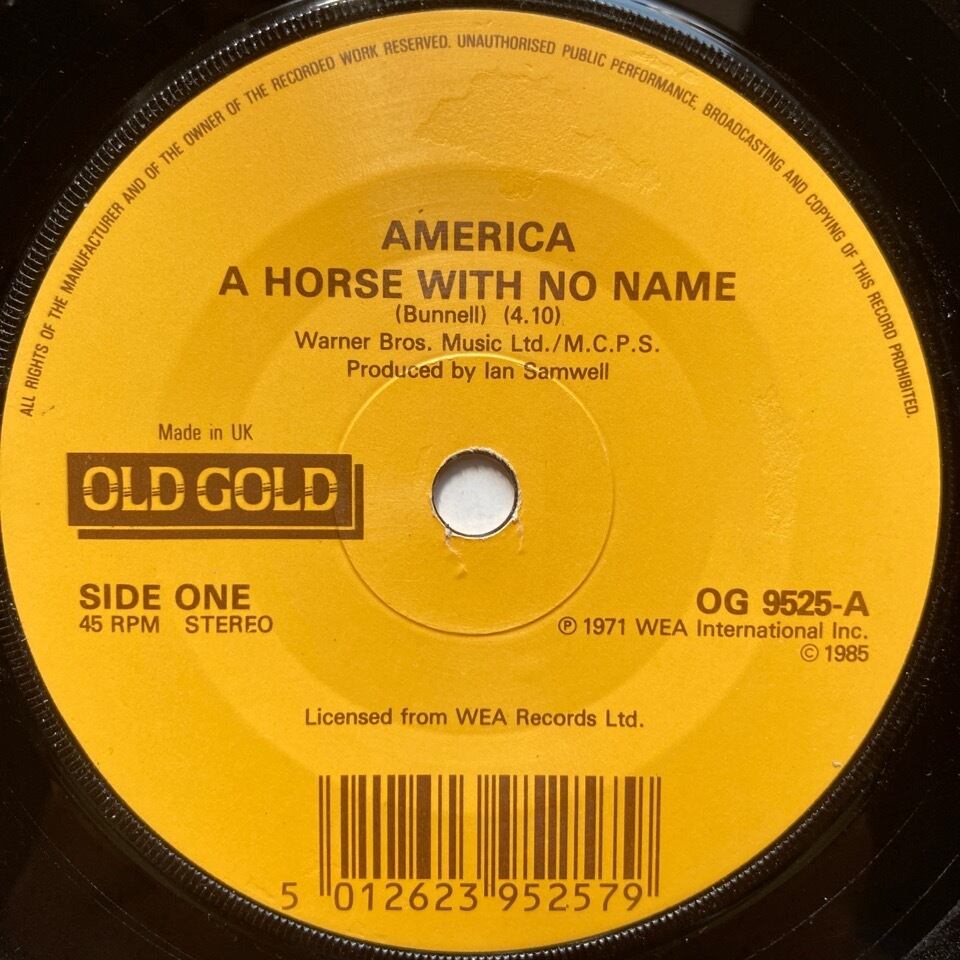 ALL RIGHTS OF THE MANUFACTURER AND OF THE OWNER OF THE RECORDED WORK RESERVED. UNAUTHORISED PUBLIC PERFORMANCE, BROADCASTING AND COPYING OF THIS RECORD PROHIBITED.
AMERICA
A HORSE WITH NO NAME
(Bunnell) (4.10)
Warner Bros. Music Ltd./M.C.P.S.
Produced by Ian Samwell
Made in UK
OLD GOLD
SIDE ONE
45 RPM STEREO
OG 9525-A
℗ 1971 WEA International Inc.
© 1985
Licensed from WEA Records Ltd.
5 012623 952579